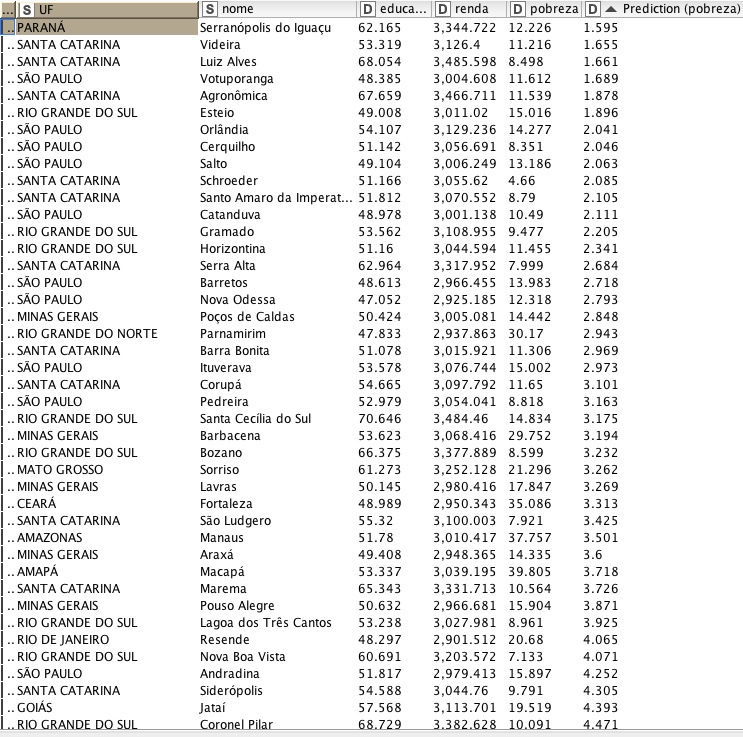 ... S UF S nome D educa... D renda D pobreza D Prediction (pobreza)
.. PARANÁ Serranópolis do Iguaçu 62.165 3,344.722 12.226 1.595
.. SANTA CATARINA Videira 53.319 3,126.4 11.216 1.655
.. SANTA CATARINA Luiz Alves 68.054 3,485.598 8.498 1.661
.. SÃO PAULO Votuporanga 48.385 3,004.608 11.612 1.689
.. SANTA CATARINA Agronômica 67.659 3,466.711 11.539 1.878
.. RIO GRANDE DO SUL Esteio 49.008 3,011.02 15.016 1.896
.. SÃO PAULO Orlândia 54.107 3,129.236 14.277 2.041
.. SÃO PAULO Cerquilho 51.142 3,056.691 8.351 2.046
.. SÃO PAULO Salto 49.104 3,006.249 13.186 2.063
.. SANTA CATARINA Schroeder 51.166 3,055.62 4.66 2.085
.. SANTA CATARINA Santo Amaro da Imperat... 51.812 3,070.552 8.79 2.105
.. SÃO PAULO Catanduva 48.978 3,001.138 10.49 2.111
.. RIO GRANDE DO SUL Gramado 53.562 3,108.955 9.477 2.205
.. RIO GRANDE DO SUL Horizontina 51.16 3,044.594 11.455 2.341
.. SANTA CATARINA Serra Alta 62.964 3,317.952 7.999 2.684
.. SÃO PAULO Barretos 48.613 2,966.455 13.983 2.718
.. SÃO PAULO Nova Odessa 47.052 2,925.185 12.318 2.793
.. MINAS GERAIS Poços de Caldas 50.424 3,005.081 14.442 2.848
.. RIO GRANDE DO NORTE Parnamirim 47.833 2,937.863 30.17 2.943
.. SANTA CATARINA Barra Bonita 51.078 3,015.921 11.306 2.969
.. SÃO PAULO Ituverava 53.578 3,076.744 15.002 2.973
.. SANTA CATARINA Corupá 54.665 3,097.792 11.65 3.101
.. SÃO PAULO Pedreira 52.979 3,054.041 8.818 3.163
.. RIO GRANDE DO SUL Santa Cecília do Sul 70.646 3,484.46 14.834 3.175
.. MINAS GERAIS Barbacena 53.623 3,068.416 29.752 3.194
.. RIO GRANDE DO SUL Bozano 66.375 3,377.889 8.599 3.232
.. MATO GROSSO Sorriso 61.273 3,252.128 21.296 3.262
.. MINAS GERAIS Lavras 50.145 2,980.416 17.847 3.269
.. CEARÁ Fortaleza 48.989 2,950.343 35.086 3.313
.. SANTA CATARINA São Ludgero 55.32 3,100.003 7.921 3.425
.. AMAZONAS Manaus 51.78 3,010.417 37.757 3.501
.. MINAS GERAIS Araxá 49.408 2,948.365 14.335 3.6
.. AMAPÁ Macapá 53.337 3,039.195 39.805 3.718
.. SANTA CATARINA Marema 65.343 3,331.713 10.564 3.726
.. MINAS GERAIS Pouso Alegre 50.632 2,966.681 15.904 3.871
.. RIO GRANDE DO SUL Lagoa dos Três Cantos 53.238 3,027.981 8.961 3.925
.. RIO DE JANEIRO Resende 48.297 2,901.512 20.68 4.065
.. RIO GRANDE DO SUL Nova Boa Vista 60.691 3,203.572 7.133 4.071
.. SÃO PAULO Andradina 51.817 2,979.413 15.897 4.252
.. SANTA CATARINA Siderópolis 54.588 3,044.76 9.791 4.305
.. GOIÁS Jataí 57.568 3,113.701 19.519 4.393
.. RIO GRANDE DO SUL Coronel Pilar 68.729 3,382.628 10.091 4.471